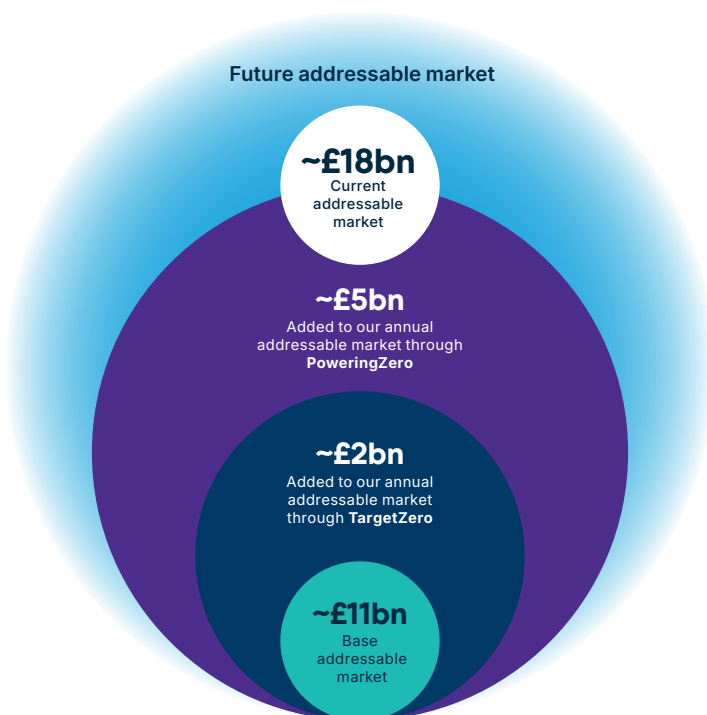 Future addressable market
~£18bn
Current
addressable
market
~£5bn
Added to our annual
addressable market through
PoweringZero
~£2bn
Added to our annual
addressable market
through TargetZero
~£11bn
Base
addressable
market